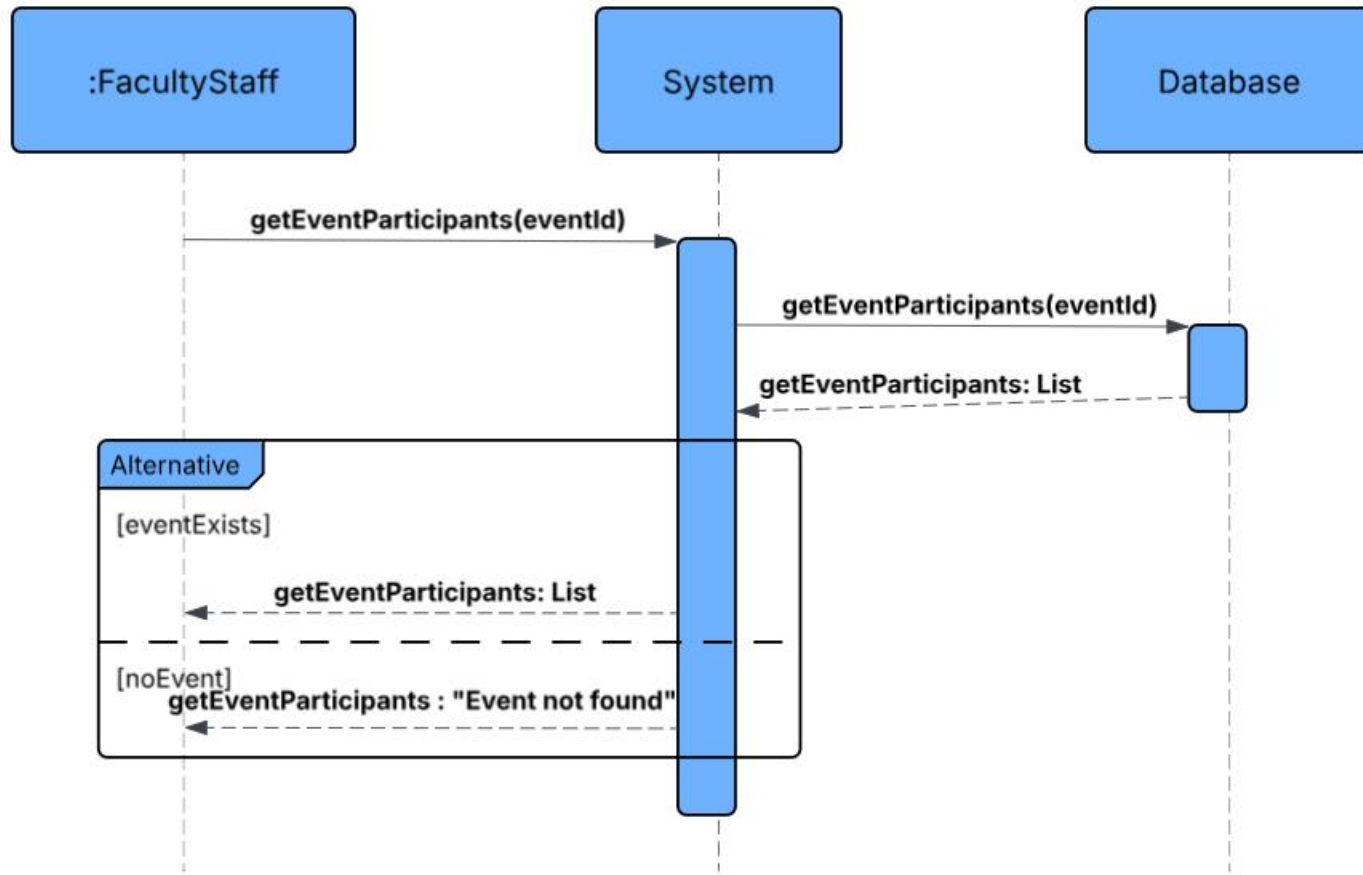 :FacultyStaff
System
Database
getEventParticipants(eventId)
getEventParticipants(eventId)
getEventParticipants: List
Alternative
[eventExists]
getEventParticipants: List
[noEvent]
getEventParticipants : "Event not found"